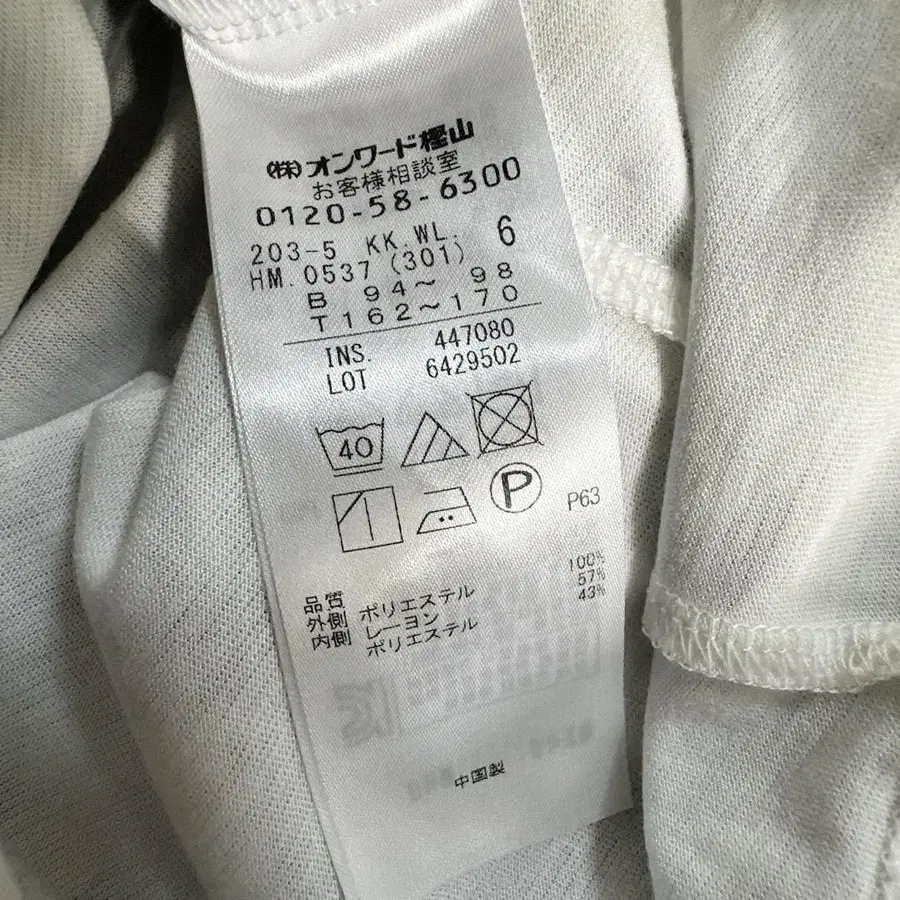 (株)オンワード樫山
お客様相談室
0120-58-6300
203-5 KK.WL. 6
HM.0537 (301)
B 94~ 98
T162~170
INS. 447080
LOT 6429502
40
P
P63
品質
外側 ポリエステル 100%
内側 レーヨン 57%
ポリエステル 43%
中国製